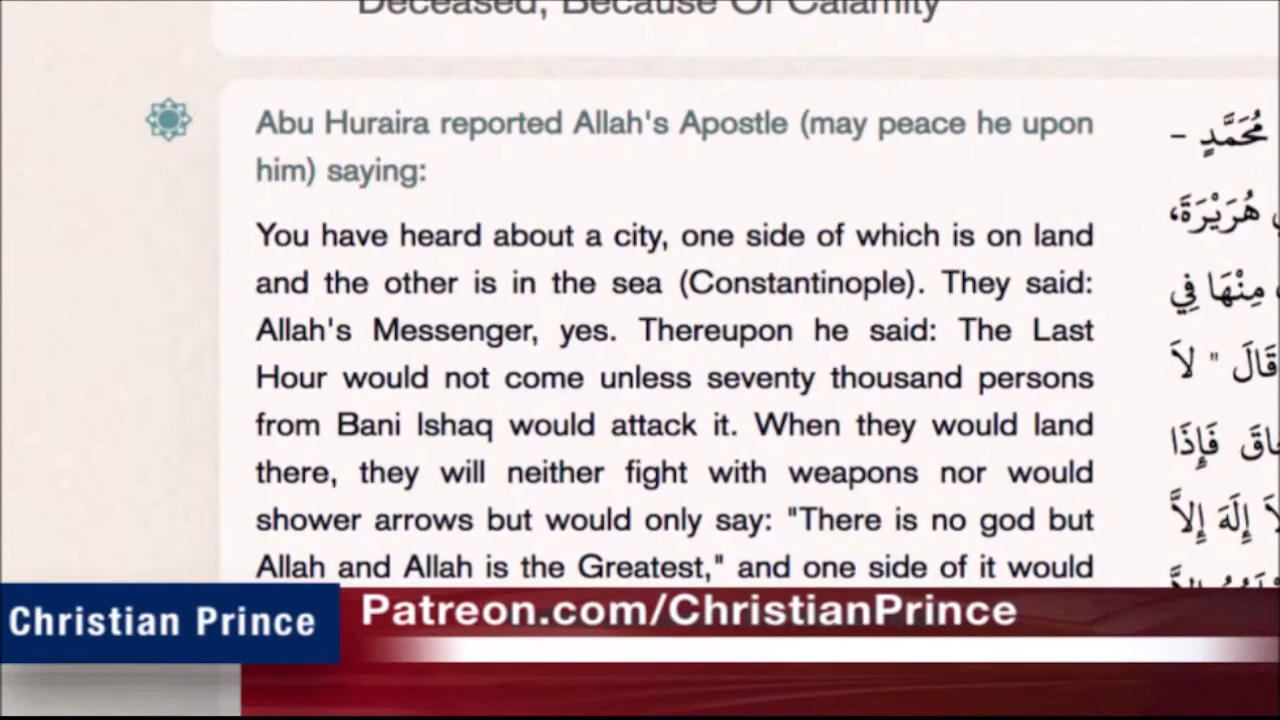 Deceased, Because Of Calamity
Abu Huraira reported Allah's Apostle (may peace he upon
him) saying:
You have heard about a city, one side of which is on land
and the other is in the sea (Constantinople). They said:
Allah's Messenger, yes. Thereupon he said: The Last
Hour would not come unless seventy thousand persons
from Bani Ishaq would attack it. When they would land
there, they will neither fight with weapons nor would
shower arrows but would only say: "There is no god but
Allah and Allah is the Greatest," and one side of it would
مُحَمَّدٍ -
هُرَيْرَةَ،
مِنْهَا فِي
قَالَ " لاَ
فَإِذَا
إِلَهَ إِلاَّ
Christian Prince
Patreon.com/ChristianPrince